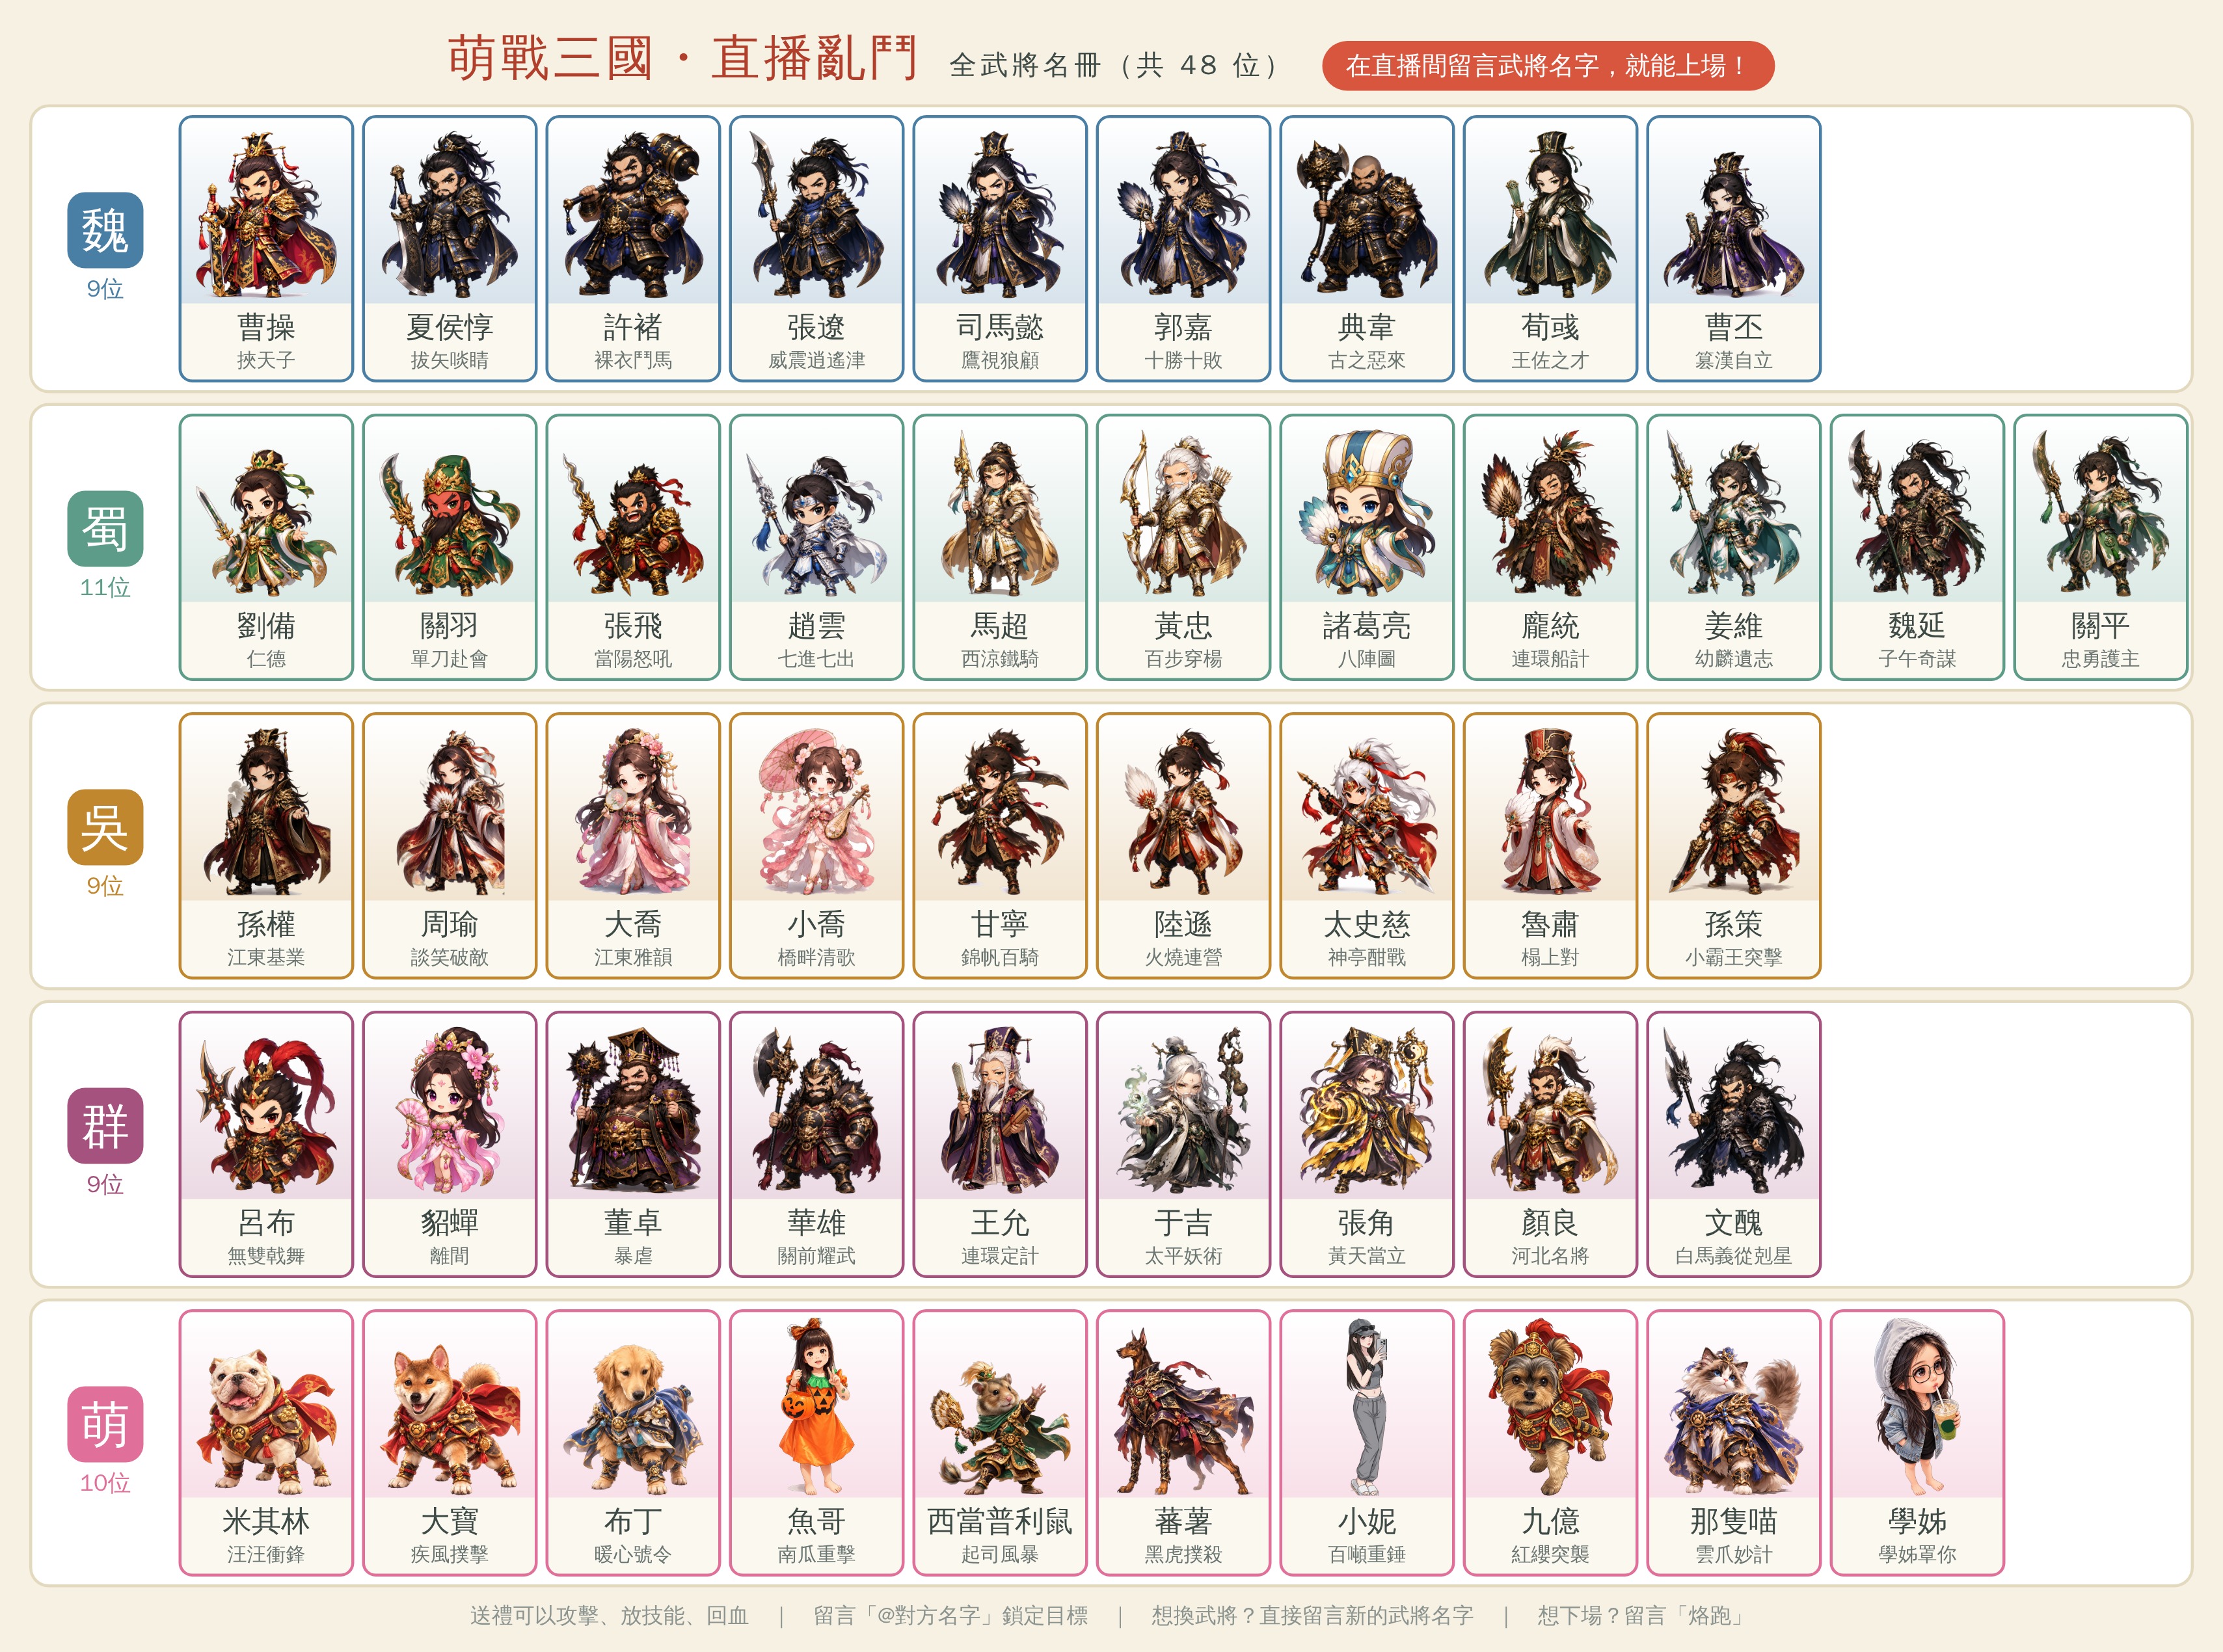 萌戰三國・直播亂鬥 全武將名冊（共 48 位） 在直播間留言武將名字，就能上場！
魏
9位
曹操 夏侯惇 許褚 張遼 司馬懿 郭嘉 典韋 荀彧 曹丕
挾天子 拔矢啖睛 裸衣鬥馬 威震逍遙津 鷹視狼顧 十勝十敗 古之惡來 王佐之才 篡漢自立
蜀
11位
劉備 關羽 張飛 趙雲 馬超 黃忠 諸葛亮 龐統 姜維 魏延 關平
仁德 單刀赴會 當陽怒吼 七進七出 西涼鐵騎 百步穿楊 八陣圖 連環船計 幼麟遺志 子午奇謀 忠勇護主
吳
9位
孫權 周瑜 大喬 小喬 甘寧 陸遜 太史慈 魯肅 孫策
江東基業 談笑破敵 江東雅韻 橋畔清歌 錦帆百騎 火燒連營 神亭酣戰 榻上對 小霸王突擊
群
9位
呂布 貂蟬 董卓 華雄 王允 于吉 張角 顏良 文醜
無雙戟舞 離間 暴虐 關前耀武 連環定計 太平妖術 黃天當立 河北名將 白馬義從剋星
萌
10位
米其林 大寶 布丁 魚哥 西當普利鼠 蕃薯 小妮 九億 那隻喵 學姊
汪汪衝鋒 疾風撲擊 暖心號令 南瓜重擊 起司風暴 黑虎撲殺 百噸重錘 紅纓突襲 雲爪妙計 學姊罩你
送禮可以攻擊、放技能、回血 ｜ 留言「@對方名字」鎖定目標 ｜ 想換武將？直接留言新的武將名字 ｜ 想下場？留言「烙跑」